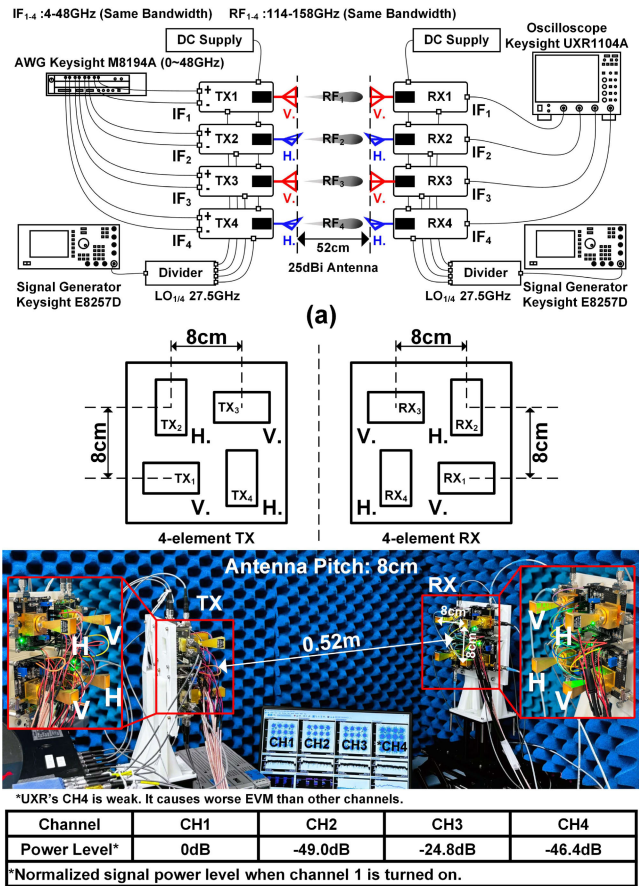 IF1-4 :4-48GHz (Same Bandwidth) RF1-4 :114-158GHz (Same Bandwidth)
DC Supply
DC Supply
Oscilloscope
Keysight UXR1104A
AWG Keysight M8194A (0~48GHz)
+ - TX1 V. RF1 V. RX1
IF1 IF1
+ - TX2 H. RF2 H. RX2
IF2 IF2
+ - TX3 V. RF3 V. RX3
IF3 IF3
+ - TX4 H. RF4 H. RX4
IF4 IF4
52cm
25dBi Antenna
Divider
Divider
LO1/4 27.5GHz
LO1/4 27.5GHz
Signal Generator
Keysight E8257D
Signal Generator
Keysight E8257D
(a)
8cm
8cm
TX2 H. TX3 V.
RX3 V. RX2 H.
8cm
8cm
TX1 V. TX4 H.
RX4 H. RX1 V.
4-element TX
4-element RX
Antenna Pitch: 8cm
TX
RX
V
H
H
V
0.52m
8cm
8cm
V
H
H
V
CH1 CH2 CH3 *CH4
*UXR's CH4 is weak. It causes worse EVM than other channels.
Channel CH1 CH2 CH3 CH4
Power Level* 0dB -49.0dB -24.8dB -46.4dB
*Normalized signal power level when channel 1 is turned on.